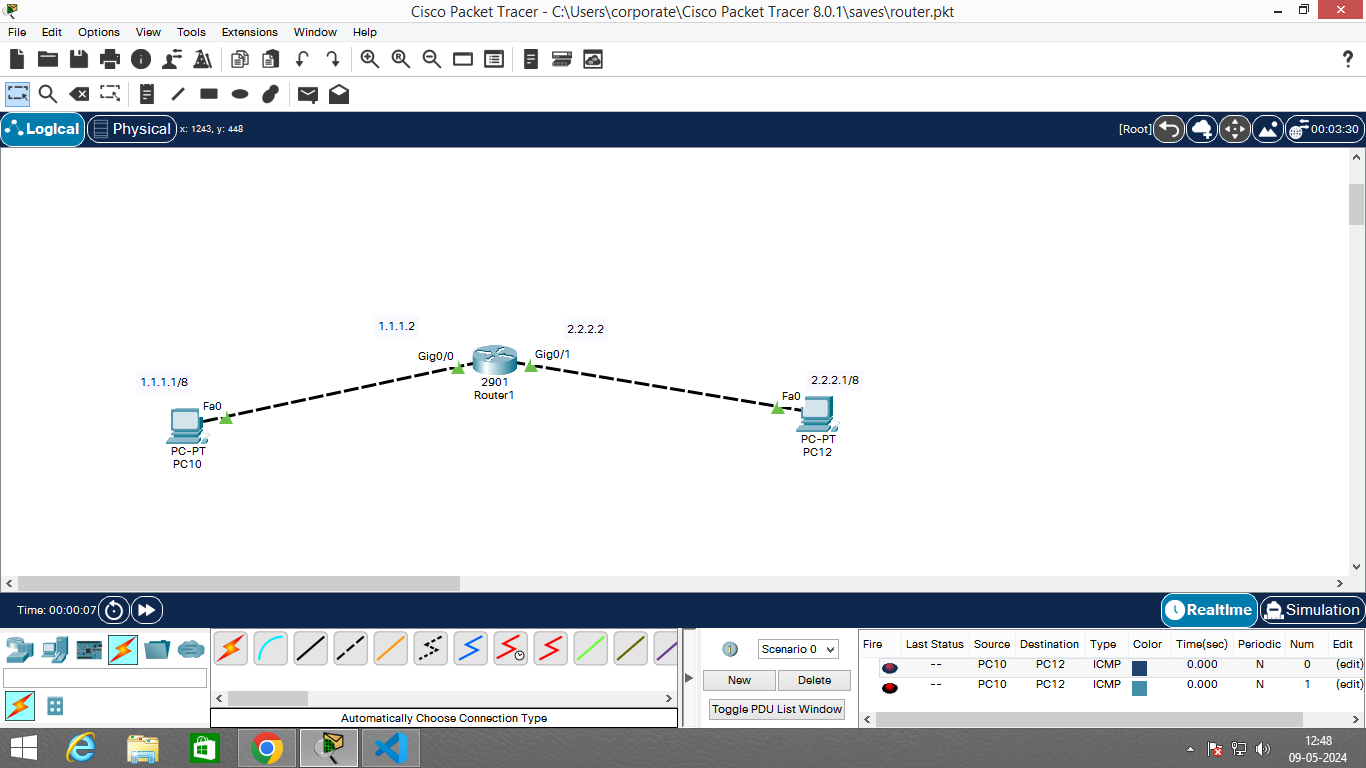 Cisco Packet Tracer - C:\Users\corporate\Cisco Packet Tracer 8.0.1\saves\router.pkt
File Edit Options View Tools Extensions Window Help
?
Logical Physical x: 1243, y: 448 [Root] 00:03:30
1.1.1.2 2.2.2.2
Gig0/0 Gig0/1
2901
Router1
1.1.1.1/8 2.2.2.1/8
Fa0 Fa0
PC-PT
PC10
PC-PT
PC12
Time: 00:00:07 Realtime Simulation
Scenario 0
New Delete
Toggle PDU List Window
Automatically Choose Connection Type
Fire Last Status Source Destination Type Color Time(sec) Periodic Num Edit
-- PC10 PC12 ICMP 0.000 N 0 (edit)
-- PC10 PC12 ICMP 0.000 N 1 (edit)
12:48
09-05-2024